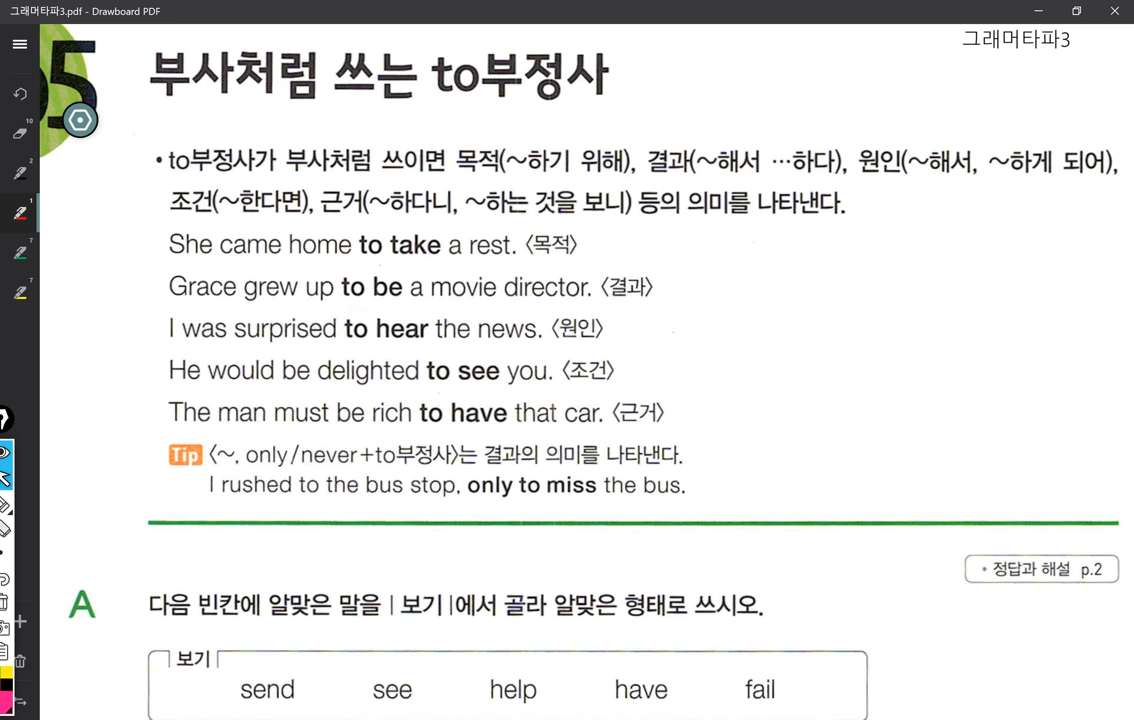 그래머타파3.pdf - Drawboard PDF
그래머타파3
05 부사처럼 쓰는 to부정사
• to부정사가 부사처럼 쓰이면 목적(~하기 위해), 결과(~해서 …하다), 원인(~해서, ~하게 되어),
조건(~한다면), 근거(~하다니, ~하는 것을 보니) 등의 의미를 나타낸다.
She came home to take a rest. 〈목적〉
Grace grew up to be a movie director. 〈결과〉
I was surprised to hear the news. 〈원인〉
He would be delighted to see you. 〈조건〉
The man must be rich to have that car. 〈근거〉
Tip 〈~, only/never+to부정사〉는 결과의 의미를 나타낸다.
I rushed to the bus stop, only to miss the bus.
• 정답과 해설 p.2
A 다음 빈칸에 알맞은 말을 | 보기 |에서 골라 알맞은 형태로 쓰시오.
보기
send see help have fail
10
2
1
7
7